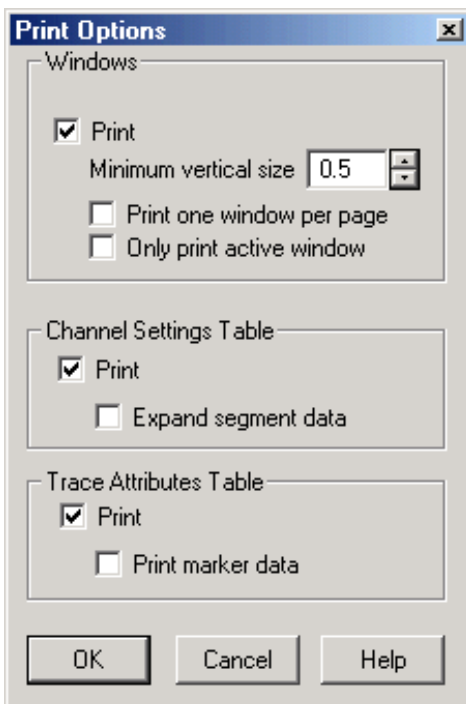 Print Options
Windows
Print
Minimum vertical size 0.5
Print one window per page
Only print active window
Channel Settings Table
Print
Expand segment data
Trace Attributes Table
Print
Print marker data
OK Cancel Help